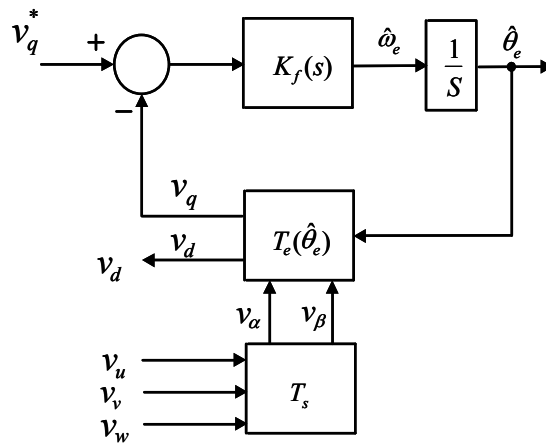 v_q^* + K_f(s) ω̂_e 1/S θ̂_e
−
v_q
v_d T_e(θ̂_e)
v_d
v_α v_β
v_u
v_v T_s
v_w